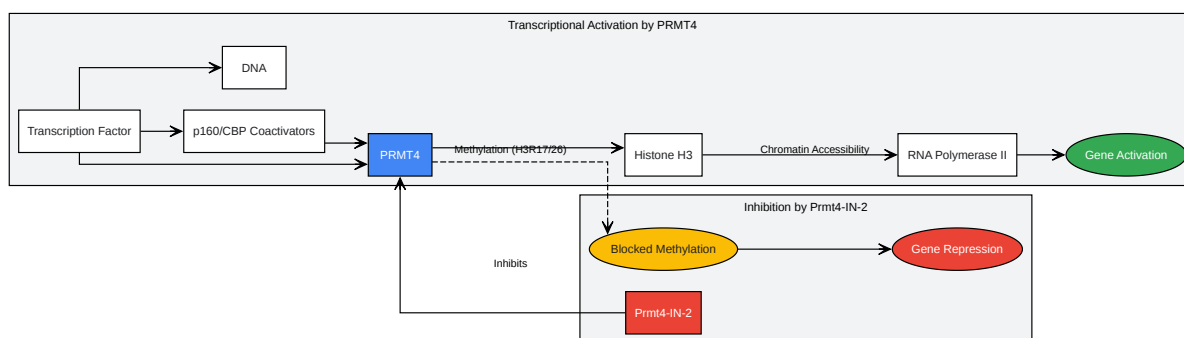 Transcriptional Activation by PRMT4
DNA
Transcription Factor
p160/CBP Coactivators
PRMT4
Methylation (H3R17/26)
Histone H3
Chromatin Accessibility
RNA Polymerase II
Gene Activation
Inhibition by Prmt4-IN-2
Blocked Methylation
Gene Repression
Inhibits
Prmt4-IN-2